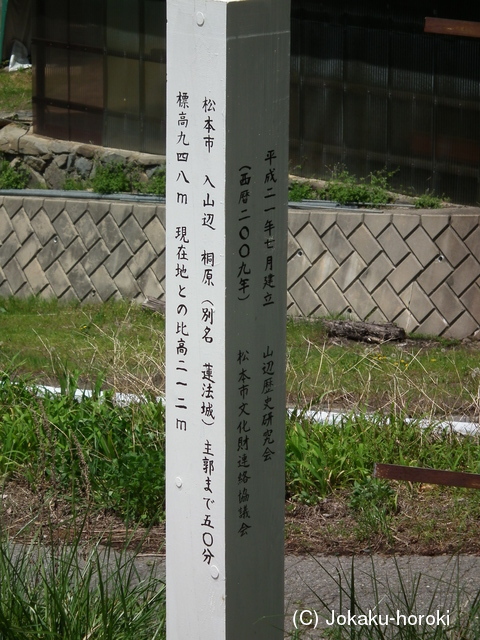 松本市　入山辺　桐原（別名　蓮法城）主郭まで五〇分
標高九四八m　現在地との比高二一二m
平成二一年七月建立　山辺歴史研究会
（西暦二〇〇九年）　松本市文化財連絡協議会
(C) Jokaku-horoki